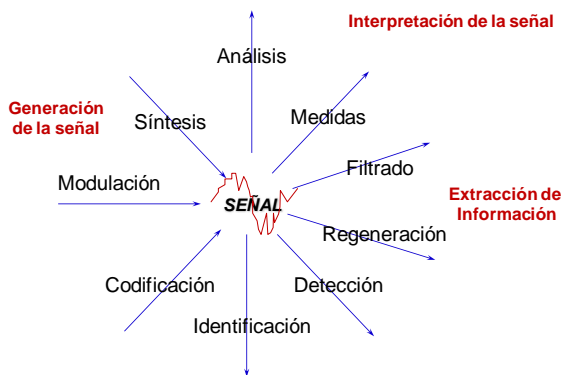 Interpretación de la señal
Análisis
Generación
de la señal
Síntesis
Medidas
Filtrado
Modulación
SEÑAL
Extracción de
Información
Regeneración
Codificación
Detección
Identificación